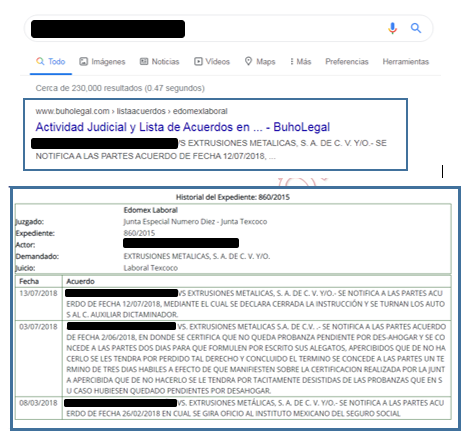 Todo
Imágenes
Noticias
Vídeos
Maps
Más
Preferencias
Herramientas
Cerca de 230,000 resultados (0.47 segundos)
www.buholegal.com › listaacuerdos › edomexlaboral
Actividad Judicial y Lista de Acuerdos en ... - BuhoLegal
VS EXTRUSIONES METALICAS, S. A. DE C. V. Y/O.- SE
NOTIFICA A LAS PARTES ACUERDO DE FECHA 12/07/2018, ...
Historial del Expediente: 860/2015
Edomex Laboral
Juzgado: Junta Especial Numero Diez - Junta Texcoco
Expediente: 860/2015
Actor:
Demandado: EXTRUSIONES METALICAS, S. A. DE C. V. Y/O.
Juicio: Laboral Texcoco
Fecha Acuerdo
13/07/2018 VS. EXTRUSIONES METALICAS, S. A. DE C. V. Y/O.- SE NOTIFICA A LAS PARTES ACU
ERDO DE FECHA 12/07/2018, MEDIANTE EL CUAL SE DECLARA CERRADA LA INSTRUCCIÓN Y SE TURNAN LOS AUTO
S AL C. AUXILIAR DICTAMINADOR.
03/07/2018 VS. EXTRUSIONES METALICAS S.A. DE C.V. .- SE NOTIFICA A LAS PARTES ACUERDO
DE FECHA 2/06/2018, EN DONDE SE CERTIFICA QUE NO QUEDA PROBANZA PENDIENTE POR DES-AHOGAR Y SE CO
NCEDE A LAS PARTES DOS DIAS PARA QUE FORMULEN POR ESCRITO SUS ALEGATOS, APERCIBIDOS QUE DE NO HA
CERLO SE LES TENDRA POR PERDIDO TAL DERECHO Y CONCLUIDO EL TERMINO SE CONCEDE A LAS PARTES UN TE
RMINO DE TRES DIAS HABILES A EFECTO DE QUE MANIFIESTEN SOBRE LA CERTIFICACION REALIZADA POR LA JUNT
A APERCIBIDA QUE DE NO HACERLO SE LE TENDRA POR TACITAMENTE DESISTIDAS DE LAS PROBANZAS QUE EN S
U CASO HUBIESEN QUEDADO PENDIENTES POR DESAHOGAR.
08/03/2018 VS. EXTRUSIONES METÁLICAS, S. A. DE C. V. Y/O.- SE NOTIFICA A LAS PARTES ACU
ERDO DE FECHA 26/02/2018 EN CUAL SE GIRA OFICIO AL INSTITUTO MEXICANO DEL SEGURO SOCIAL